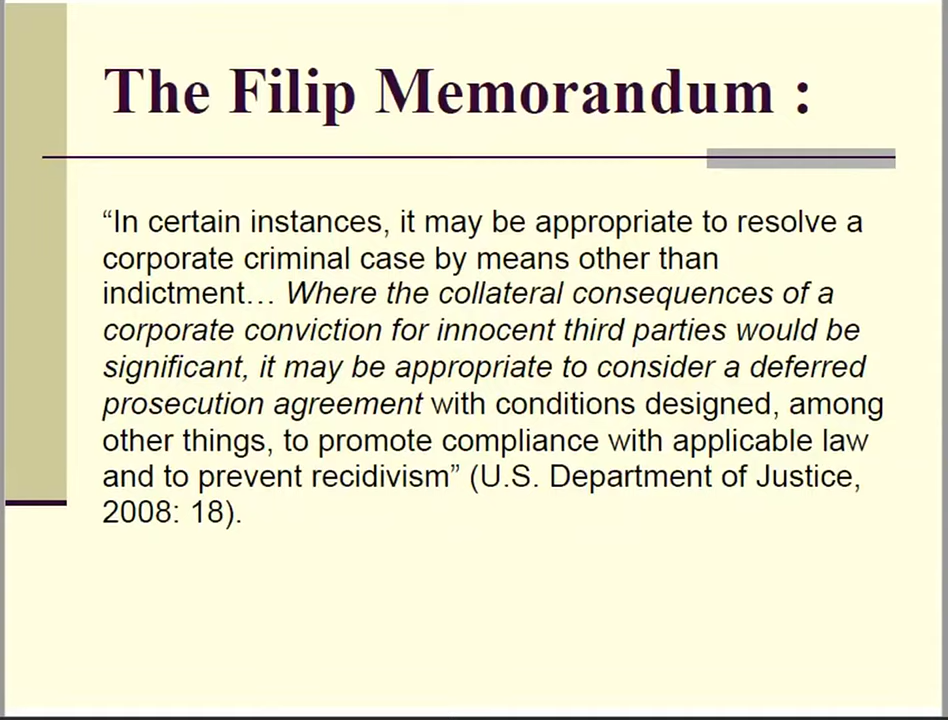 The Filip Memorandum :
“In certain instances, it may be appropriate to resolve a
corporate criminal case by means other than
indictment… Where the collateral consequences of a
corporate conviction for innocent third parties would be
significant, it may be appropriate to consider a deferred
prosecution agreement with conditions designed, among
other things, to promote compliance with applicable law
and to prevent recidivism” (U.S. Department of Justice,
2008: 18).